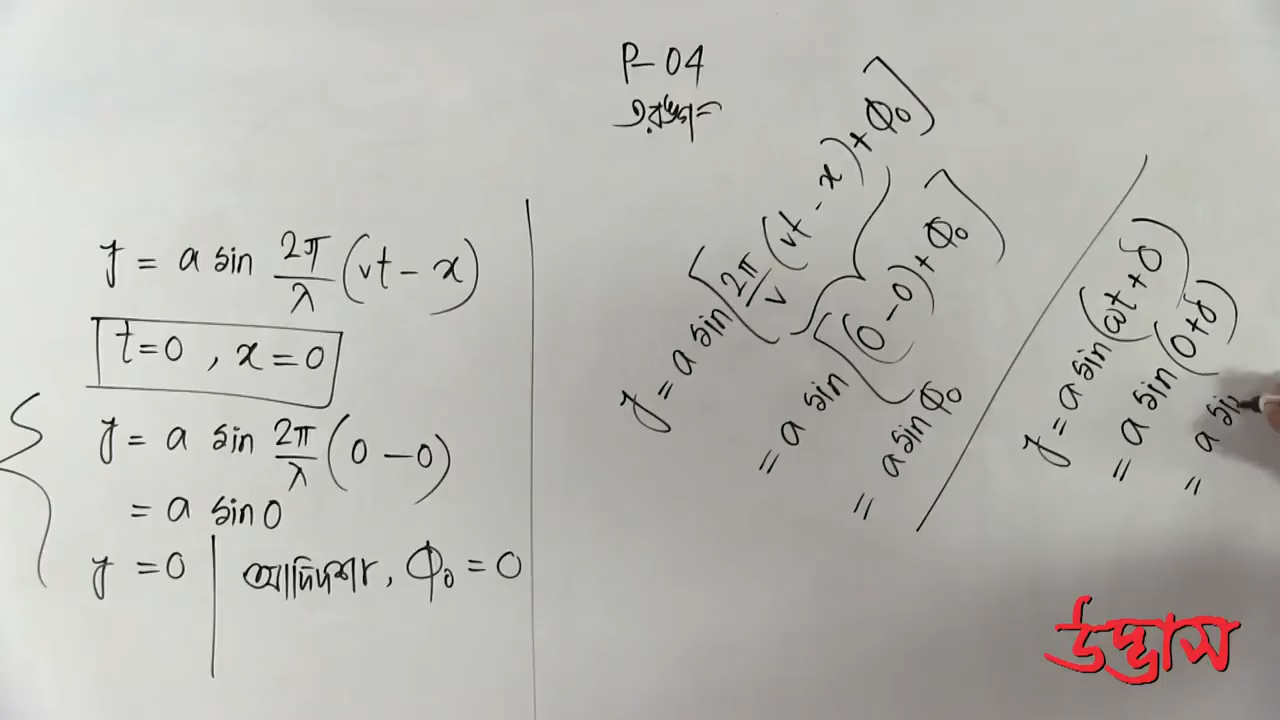 P-04
তরঙ্গ
y = a sin 2π/λ (vt - x)
t=0 , x=0
y = a sin 2π/λ (0 - 0)
= a sin 0
y = 0 | আদিদশা, Φ₀ = 0
y = a sin [2π/v (vt - x) + Φ₀]
= a sin [(0 - 0) + Φ₀]
= a sin Φ₀
y = a sin (ωt + δ)
= a sin (0 + δ)
= a sin
উদ্ভাস